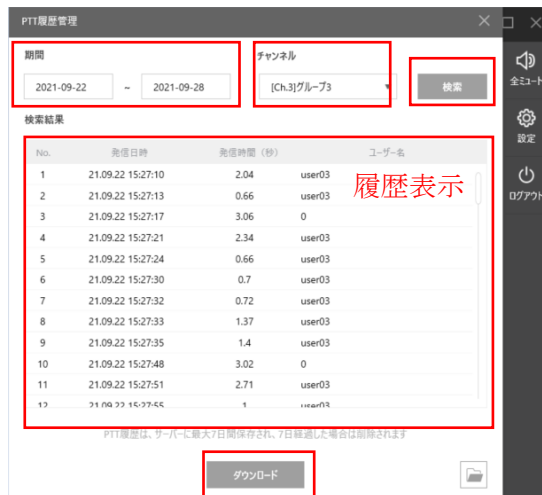 PTT履歴管理
期間
チャンネル
2021-09-22 ~ 2021-09-28
[Ch.3]グループ3
検索
全ミュート
検索結果
設定
No. 発信日時 発信時間（秒） ユーザー名
履歴表示
ログアウト
1 21.09.22 15:27:10 2.04 user03
2 21.09.22 15:27:13 0.66 user03
3 21.09.22 15:27:17 3.06 0
4 21.09.22 15:27:21 2.34 user03
5 21.09.22 15:27:24 0.66 user03
6 21.09.22 15:27:30 0.7 user03
7 21.09.22 15:27:32 0.72 user03
8 21.09.22 15:27:33 1.37 user03
9 21.09.22 15:27:35 1.4 user03
10 21.09.22 15:27:48 3.02 0
11 21.09.22 15:27:51 2.71 user03
12 21.09.22 15:27:55 1 user03
PTT履歴は、サーバーに最大7日間保存され、7日経過した場合は削除されます
ダウンロード